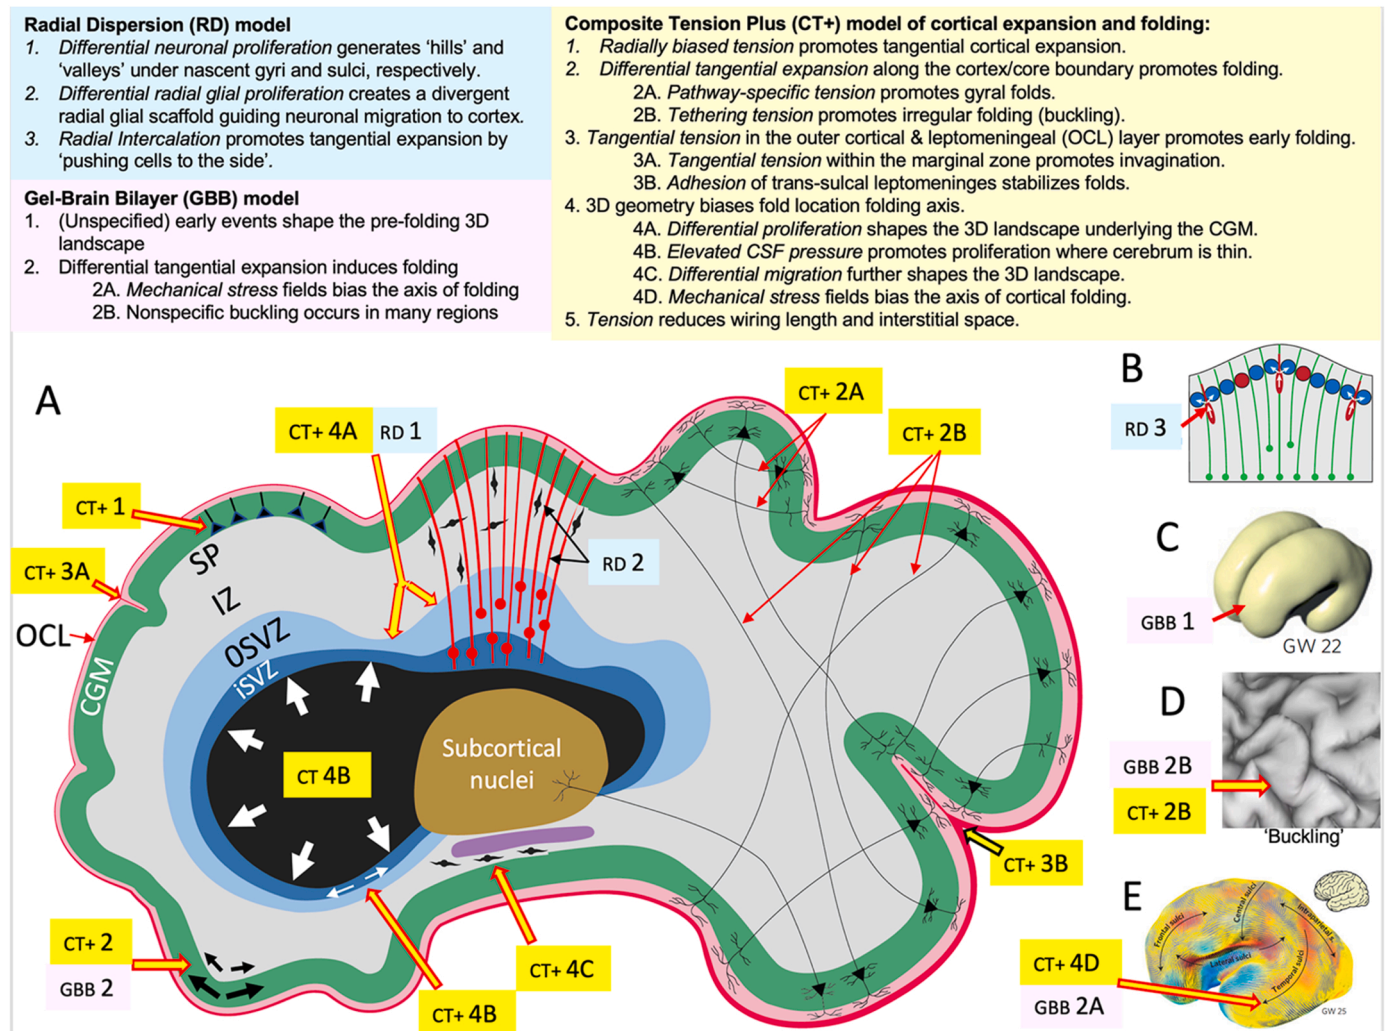 Radial Dispersion (RD) model
1. Differential neuronal proliferation generates ‘hills’ and
‘valleys’ under nascent gyri and sulci, respectively.
2. Differential radial glial proliferation creates a divergent
radial glial scaffold guiding neuronal migration to cortex.
3. Radial Intercalation promotes tangential expansion by
‘pushing cells to the side’.
Gel-Brain Bilayer (GBB) model
1. (Unspecified) early events shape the pre-folding 3D
landscape
2. Differential tangential expansion induces folding
2A. Mechanical stress fields bias the axis of folding
2B. Nonspecific buckling occurs in many regions
Composite Tension Plus (CT+) model of cortical expansion and folding:
1. Radially biased tension promotes tangential cortical expansion.
2. Differential tangential expansion along the cortex/core boundary promotes folding.
2A. Pathway-specific tension promotes gyral folds.
2B. Tethering tension promotes irregular folding (buckling).
3. Tangential tension in the outer cortical & leptomeningeal (OCL) layer promotes early folding.
3A. Tangential tension within the marginal zone promotes invagination.
3B. Adhesion of trans-sulcal leptomeninges stabilizes folds.
4. 3D geometry biases fold location folding axis.
4A. Differential proliferation shapes the 3D landscape underlying the CGM.
4B. Elevated CSF pressure promotes proliferation where cerebrum is thin.
4C. Differential migration further shapes the 3D landscape.
4D. Mechanical stress fields bias the axis of cortical folding.
5. Tension reduces wiring length and interstitial space.
A
CT+ 4A
RD 1
CT+ 2A
CT+ 2B
CT+ 1
CT+ 3A
RD 2
SP
IZ
OCL
OSVZ
iSVZ
CGM
CT 4B
Subcortical
nuclei
CT+ 3B
CT+ 2
GBB 2
CT+ 4B
CT+ 4C
B
RD 3
C
GBB 1
GW 22
D
GBB 2B
CT+ 2B
‘Buckling’
E
CT+ 4D
GBB 2A
Frontal sulci
Central sulci
Intraparietal s.
Lateral sulci
Temporal sulci
GW 25